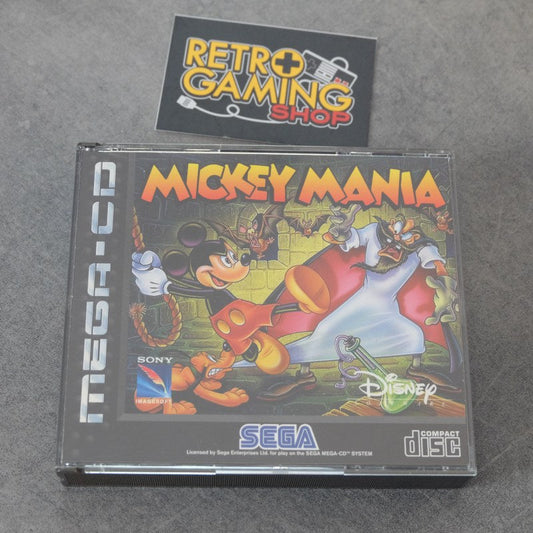 RETRO
GAMING
SHOP
MEGA-CD
MICKEY MANIA
SONY
IMAGESOFT
Disney
SEGA
COMPACT
disc
Licensed by Sega Enterprises Ltd. for play on the SEGA MEGA-CD™ SYSTEM